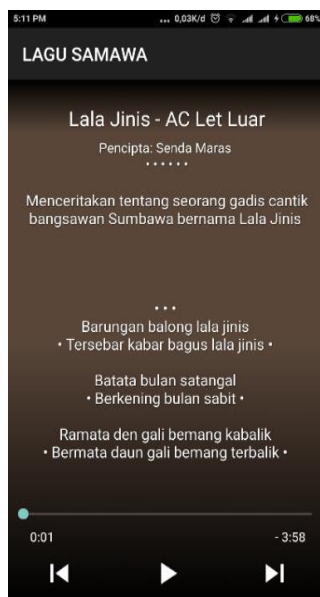 5:11 PM ... 0,03K/d 68%
LAGU SAMAWA
Lala Jinis - AC Let Luar
Pencipta: Senda Maras
• • • • • •
Menceritakan tentang seorang gadis cantik
bangsawan Sumbawa bernama Lala Jinis
• • •
Barungan balong lala jinis
• Tersebar kabar bagus lala jinis •
Batata bulan satangal
• Berkening bulan sabit •
Ramata den gali bemang kabalik
• Bermata daun gali bemang terbalik •
0:01 - 3:58